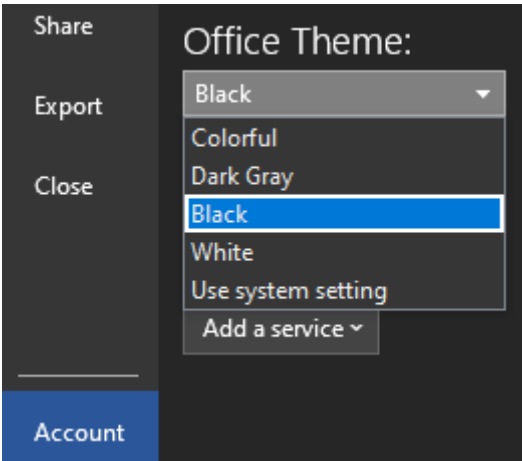 Share
Export
Close
Account
Office Theme:
Black
Colorful
Dark Gray
Black
White
Use system setting
Add a service